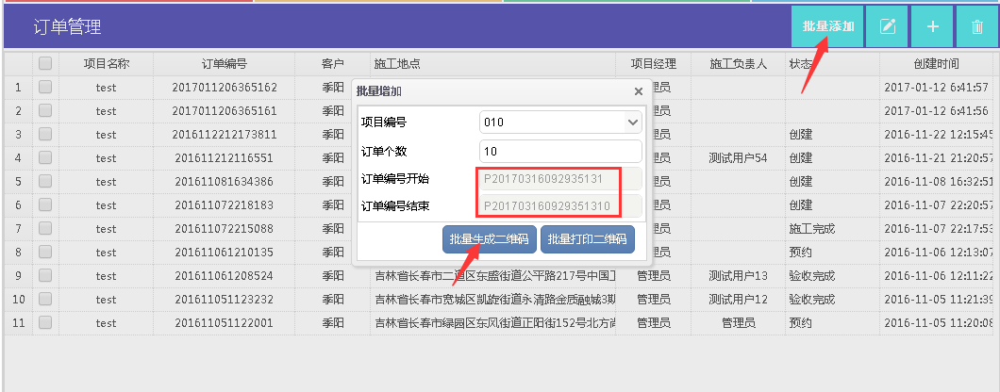 订单管理
批量添加
项目名称 订单编号 客户 施工地点 项目经理 施工负责人 状态 创建时间
1 test 2017011206365162 季阳 理员 2017-01-12 6:41:57
2 test 2017011206365161 季阳 理员 2017-01-12 6:41:56
3 test 2016112212173811 季阳 理员 创建 2016-11-22 12:15:45
4 test 201611212116551 季阳 理员 测试用户54 创建 2016-11-21 21:20:57
5 test 201611081634386 季阳 理员 创建 2016-11-08 16:32:51
6 test 201611072218183 季阳 理员 创建 2016-11-07 22:20:57
7 test 201611072215088 季阳 理员 施工完成 2016-11-07 22:17:53
8 test 201611061210135 季阳 理员 预约 2016-11-06 12:13:07
9 test 201611061208524 季阳 吉林省长春市二道区东盛街道公平路217号中国工 管理员 测试用户13 验收完成 2016-11-06 12:11:22
10 test 201611051123232 季阳 吉林省长春市宽城区凯旋街道永清路金质融城3期 管理员 测试用户12 验收完成 2016-11-05 11:21:39
11 test 201611051122001 季阳 吉林省长春市绿园区东风街道正阳街152号北方尚 管理员 管理员 预约 2016-11-05 11:20:08
批量增加
项目编号 010
订单个数 10
订单编号开始 P20170316092935131
订单编号结束 P201703160929351310
批量生成二维码 批量打印二维码